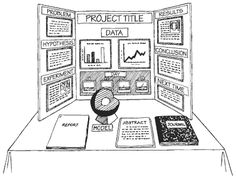 PROBLEM
HYPOTHESIS
EXPERIMENT
PROJECT TITLE
DATA
RESULTS
CONCLUSION
NEXT TIME
REPORT
MODEL
ABSTRACT
JOURNAL